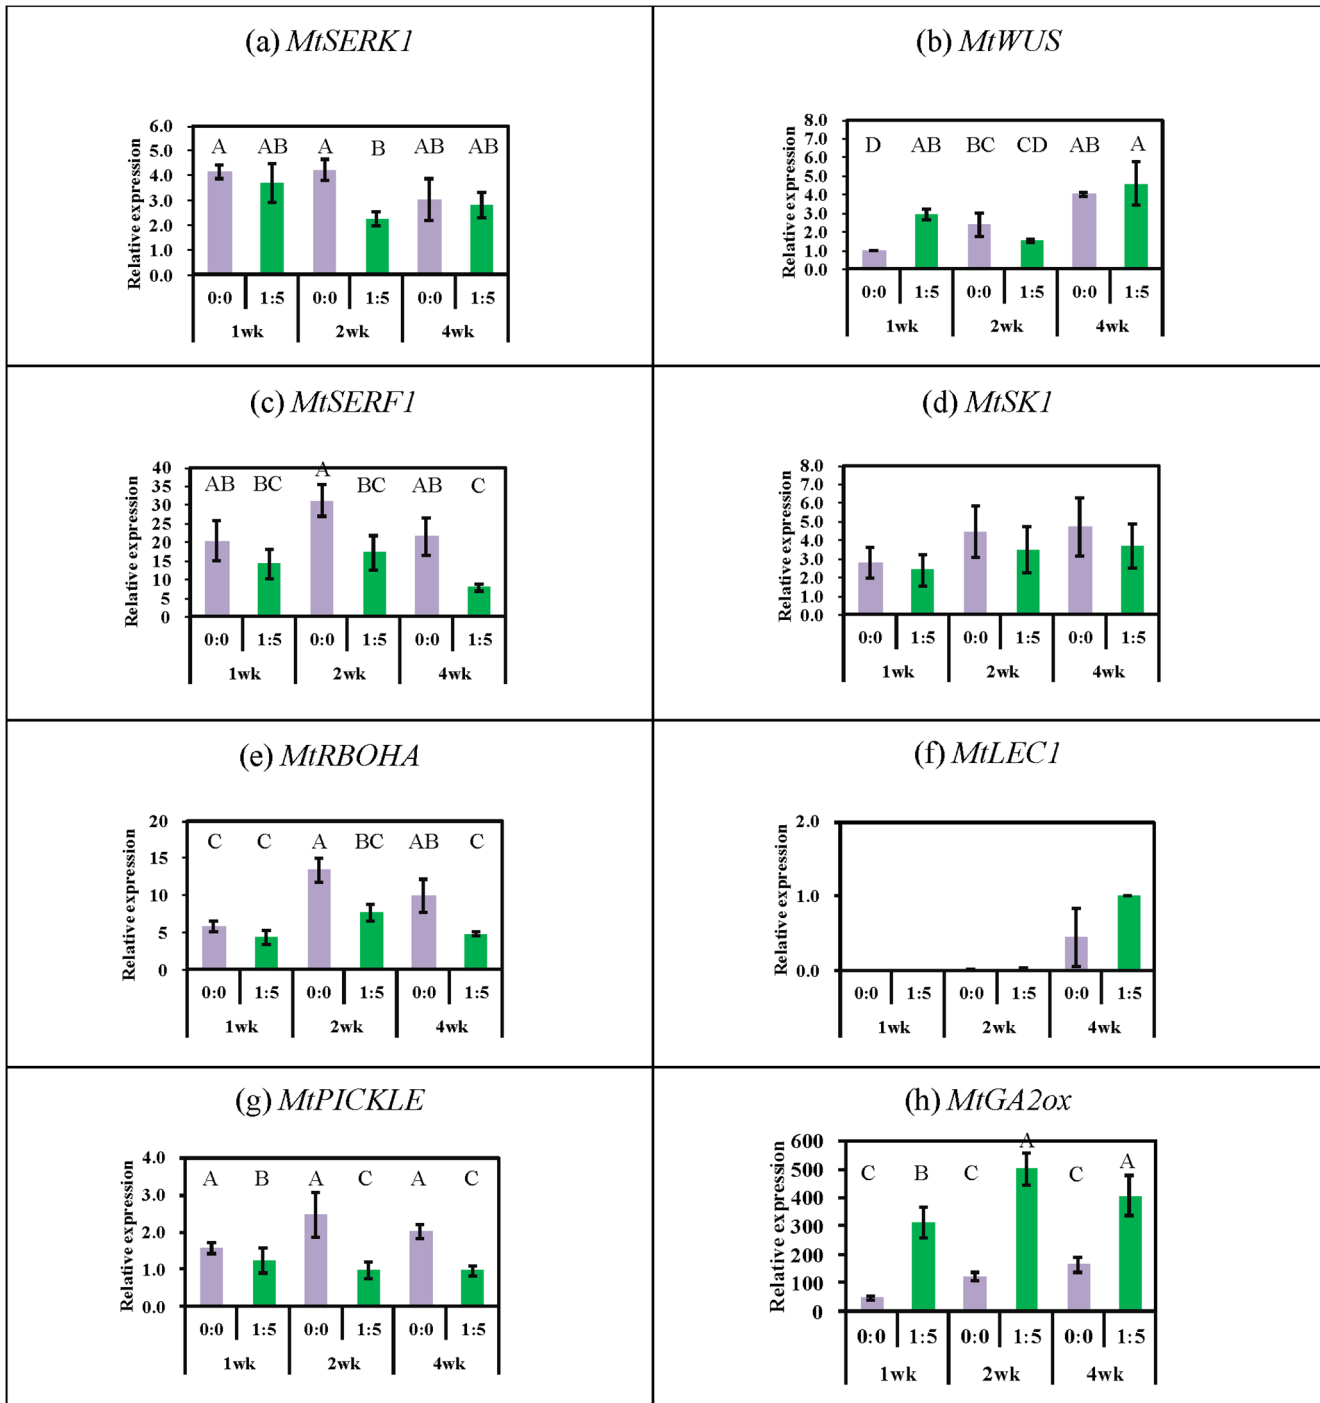 (a) MtSERK1
Relative expression
6.0
5.0
4.0
3.0
2.0
1.0
0.0
A AB A B AB AB
0:0 1:5 0:0 1:5 0:0 1:5
1wk 2wk 4wk
(b) MtWUS
Relative expression
8.0
7.0
6.0
5.0
4.0
3.0
2.0
1.0
0.0
D AB BC CD AB A
0:0 1:5 0:0 1:5 0:0 1:5
1wk 2wk 4wk
(c) MtSERF1
Relative expression
40
35
30
25
20
15
10
5
0
AB BC A BC AB C
0:0 1:5 0:0 1:5 0:0 1:5
1wk 2wk 4wk
(d) MtSK1
Relative expression
8.0
7.0
6.0
5.0
4.0
3.0
2.0
1.0
0.0
0:0 1:5 0:0 1:5 0:0 1:5
1wk 2wk 4wk
(e) MtRBOHA
Relative expression
20
15
10
5
0
C C A BC AB C
0:0 1:5 0:0 1:5 0:0 1:5
1wk 2wk 4wk
(f) MtLEC1
Relative expression
2.0
1.0
0.0
0:0 1:5 0:0 1:5 0:0 1:5
1wk 2wk 4wk
(g) MtPICKLE
Relative expression
4.0
3.0
2.0
1.0
0.0
A B A C A C
0:0 1:5 0:0 1:5 0:0 1:5
1wk 2wk 4wk
(h) MtGA2ox
Relative expression
600
500
400
300
200
100
0
C B C A C A
0:0 1:5 0:0 1:5 0:0 1:5
1wk 2wk 4wk